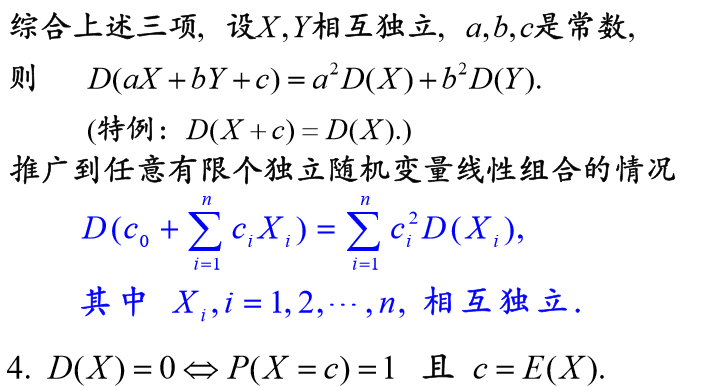 综合上述三项, 设X,Y相互独立, a,b,c是常数,
则 D(aX+bY+c)=a²D(X)+b²D(Y).
(特例: D(X+c)=D(X).)
推广到任意有限个独立随机变量线性组合的情况
D(c₀ + ∑ᵢ₌₁ⁿ cᵢXᵢ) = ∑ᵢ₌₁ⁿ cᵢ²D(Xᵢ),
其中 Xᵢ,i=1,2,⋯,n, 相互独立.
4. D(X)=0⇔P(X=c)=1 且 c=E(X).